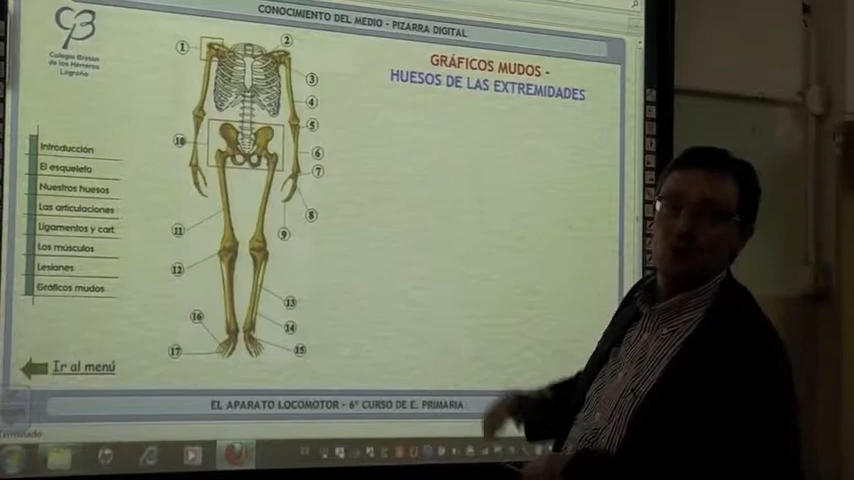 CONOCIMIENTO DEL MEDIO - PIZARRA DIGITAL
Colegio Bretón
de los Herreros
Logroño
GRÁFICOS MUDOS -
HUESOS DE LAS EXTREMIDADES
1
2
3
4
5
10
6
7
8
9
11
12
13
16
14
17
15
Introducción
El esqueleto
Nuestros huesos
Las articulaciones
Ligamentos y cart.
Los músculos
Lesiones
Gráficos mudos
Ir al menú
EL APARATO LOCOMOTOR - 6º CURSO DE E. PRIMARIA
Terminado